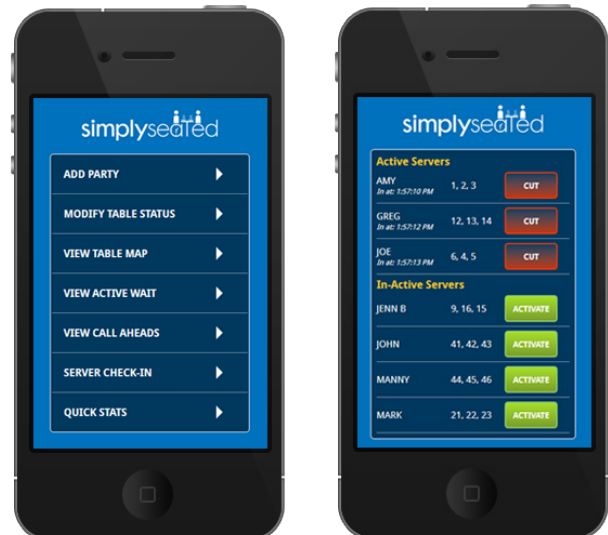 simplyseated
ADD PARTY
MODIFY TABLE STATUS
VIEW TABLE MAP
VIEW ACTIVE WAIT
VIEW CALL AHEADS
SERVER CHECK-IN
QUICK STATS
simplyseated
Active Servers
AMY 1, 2, 3 CUT
In at: 1:57:10 PM
GREG 12, 13, 14 CUT
In at: 1:57:12 PM
JOE 6, 4, 5 CUT
In at: 1:57:13 PM
In-Active Servers
JENN B 9, 16, 15 ACTIVATE
JOHN 41, 42, 43 ACTIVATE
MANNY 44, 45, 46 ACTIVATE
MARK 21, 22, 23 ACTIVATE